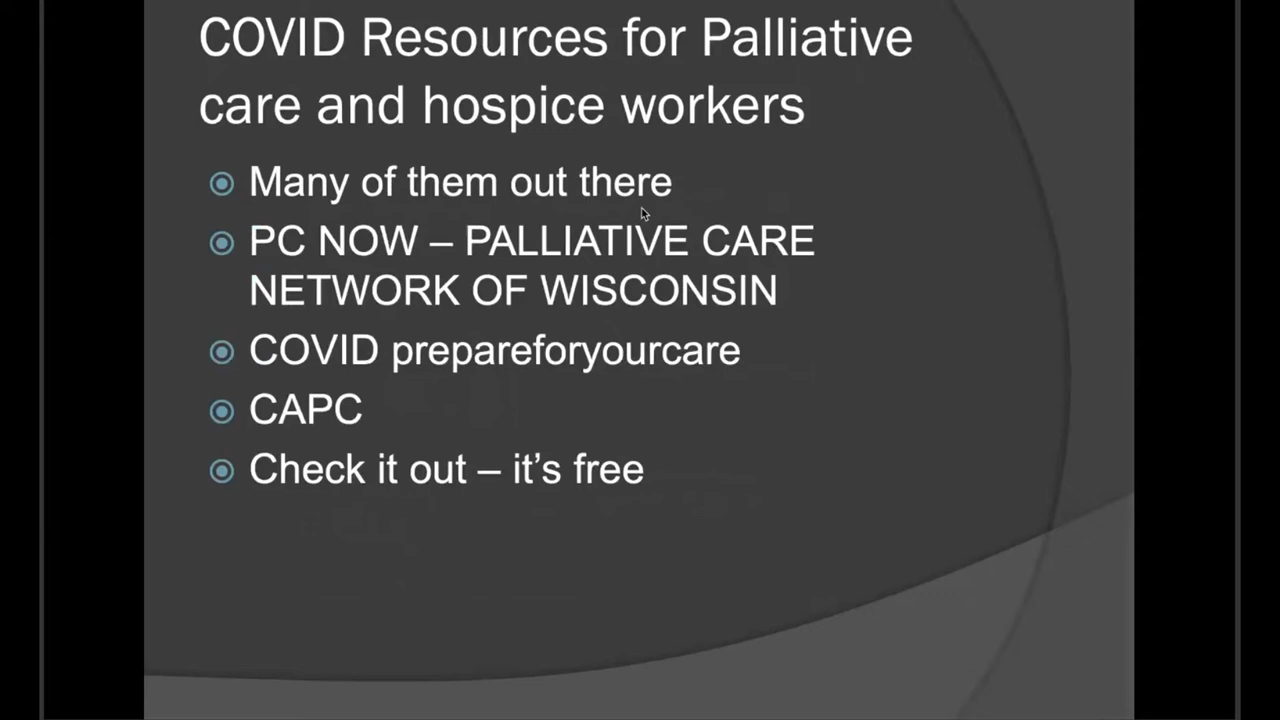 COVID Resources for Palliative
care and hospice workers
Many of them out there
PC NOW – PALLIATIVE CARE
NETWORK OF WISCONSIN
COVID prepareforyourcare
CAPC
Check it out – it’s free